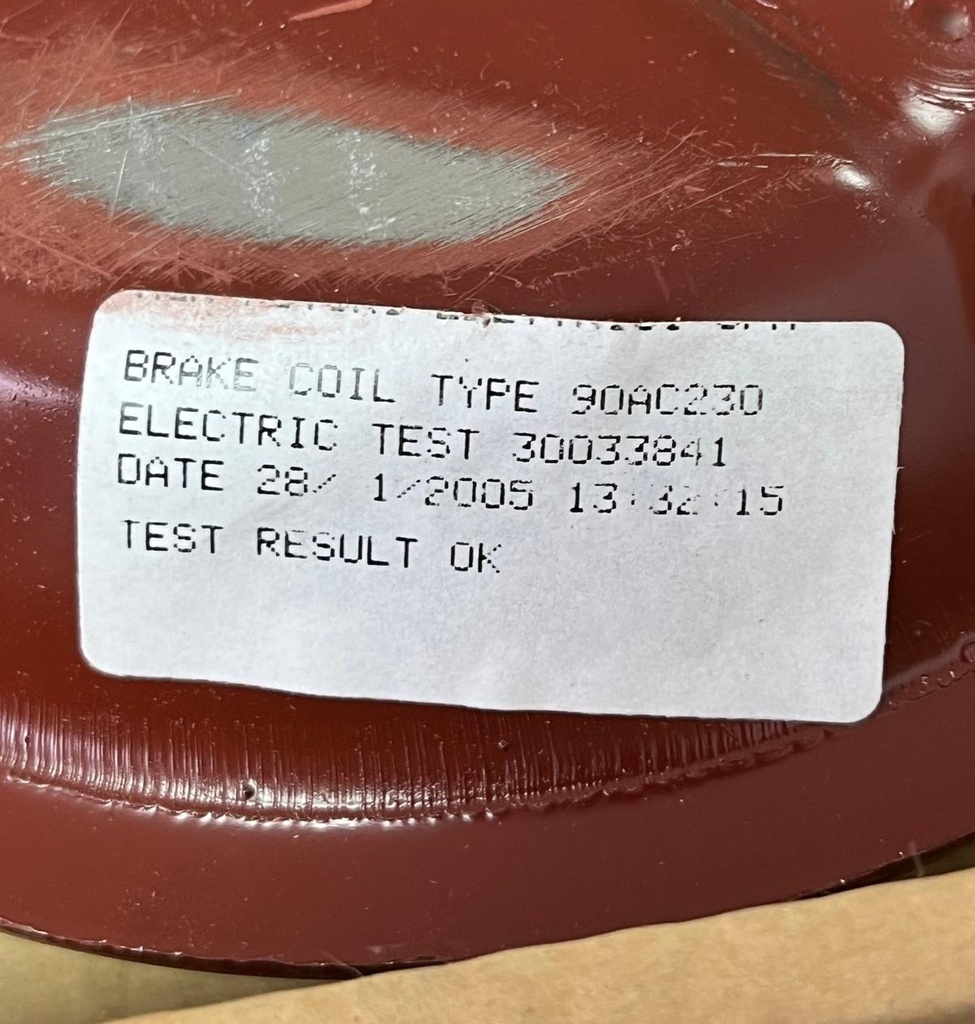 BRAKE COIL TYPE 90AC230
ELECTRIC TEST 30033841
DATE 28/ 1/2005 13:32:15
TEST RESULT OK